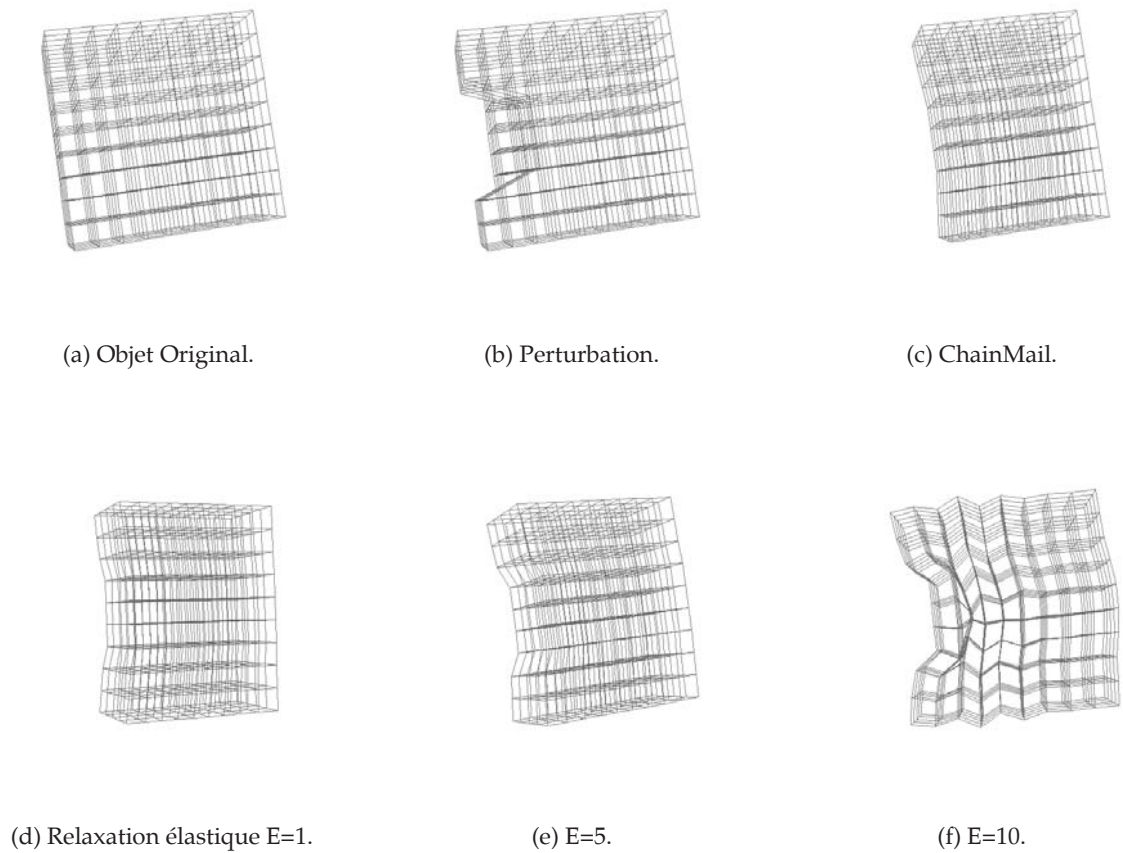 (a) Objet Original.
(b) Perturbation.
(c) ChainMail.
(d) Relaxation élastique E=1.
(e) E=5.
(f) E=10.